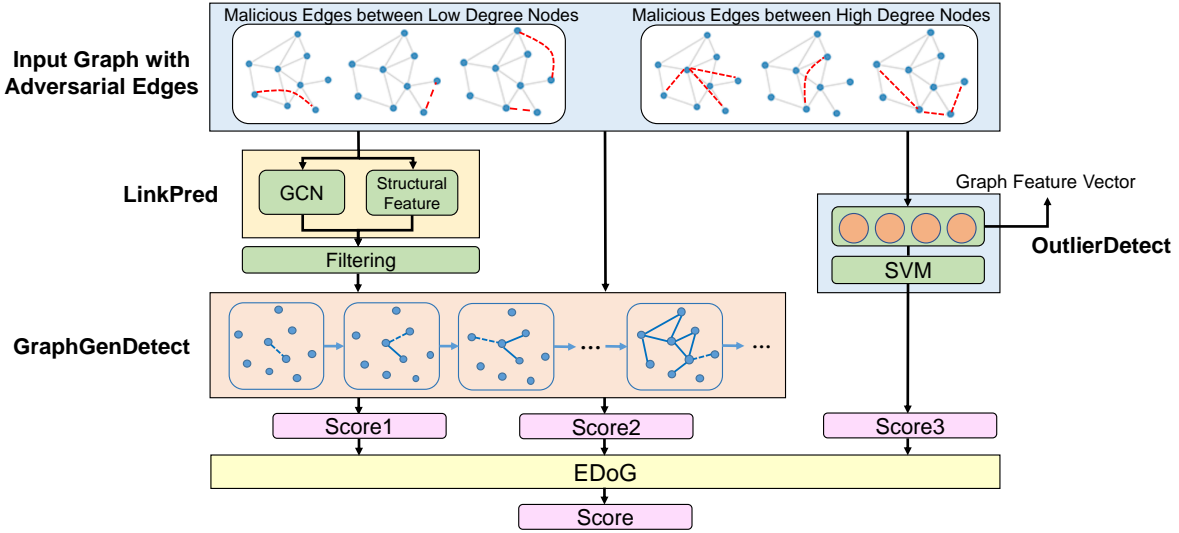 Malicious Edges between Low Degree Nodes
Malicious Edges between High Degree Nodes
Input Graph with
Adversarial Edges
LinkPred
GCN
Structural
Feature
Filtering
Graph Feature Vector
OutlierDetect
SVM
GraphGenDetect
...
...
Score1
Score2
Score3
EDoG
Score